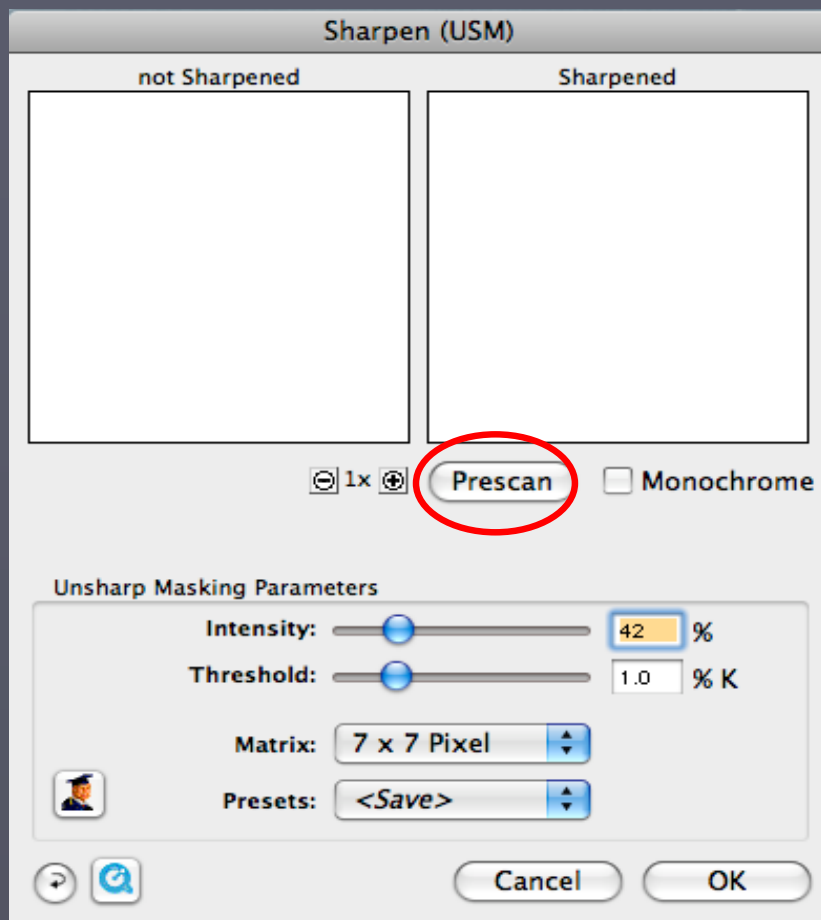 Sharpen (USM)
not Sharpened Sharpened
1x Prescan Monochrome
Unsharp Masking Parameters
Intensity: 42 %
Threshold: 1.0 % K
Matrix: 7 x 7 Pixel
Presets: <Save>
Cancel OK